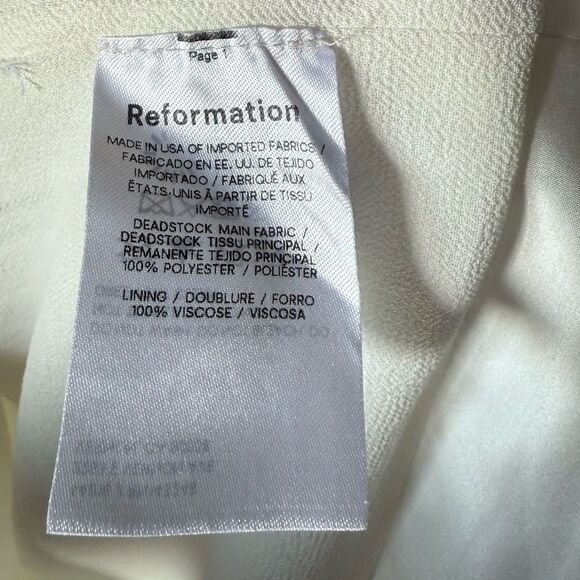 Page 1
Reformation
MADE IN USA OF IMPORTED FABRICS /
FABRICADO EN EE. UU. DE TEJIDO
IMPORTADO / FABRIQUÉ AUX
ÉTATS-UNIS À PARTIR DE TISSU
IMPORTÉ
DEADSTOCK MAIN FABRIC /
DEADSTOCK TISSU PRINCIPAL /
REMANENTE TEJIDO PRINCIPAL
100% POLYESTER / POLIÉSTER
LINING / DOUBLURE / FORRO
100% VISCOSE / VISCOSA